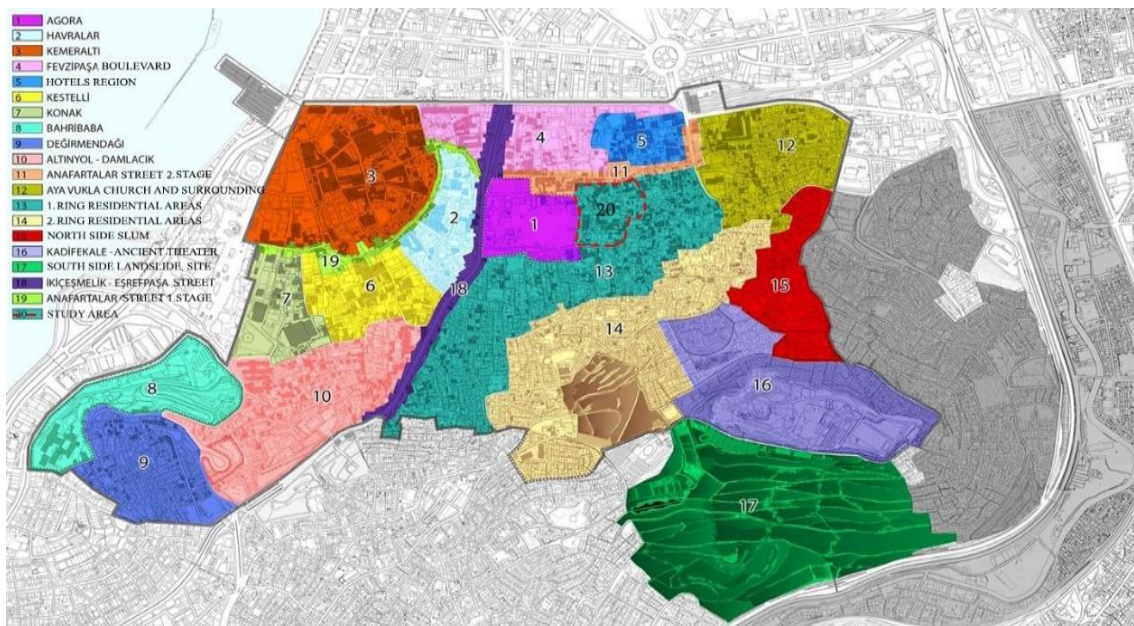 1 AGORA
2 HAVRALAR
3 KEMERALTI
4 FEVZİPAŞA BOULEVARD
5 HOTELS REGION
6 KESTELLİ
7 KONAK
8 BAHRİBABA
9 DEĞİRMENDAĞI
10 ALTINYOL - DAMLACIK
11 ANAFARTALAR STREET 2.STAGE
12 AYA VUKLA CHURCH AND SURROUNDING
13 1. RING RESIDENTIAL AREAS
14 2. RING RESIDENTIAL AREAS
15 NORTH SIDE SLUM
16 KADİFEKALE -ANCIENT THEATER
17 SOUTH SIDE LANDSLIDE, SITE
18 İKİÇEŞMELİK - EŞREFPAŞA STREET
19 ANAFARTALAR STREET 1.STAGE
20 STUDY AREA
4
5
12
11
3
20
2
1
19
13
18
6
7
15
14
8
10
16
9
17